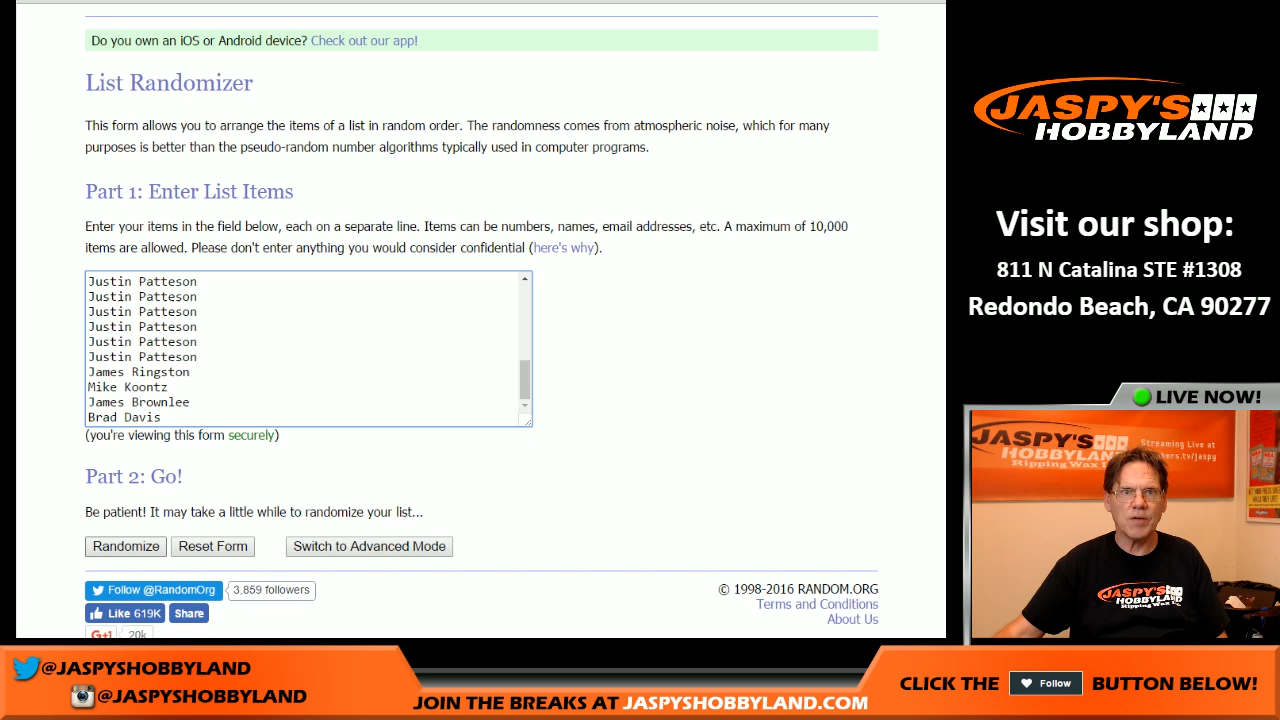 Do you own an iOS or Android device? Check out our app!
List Randomizer
This form allows you to arrange the items of a list in random order. The randomness comes from atmospheric noise, which for many
purposes is better than the pseudo-random number algorithms typically used in computer programs.
Part 1: Enter List Items
Enter your items in the field below, each on a separate line. Items can be numbers, names, email addresses, etc. A maximum of 10,000
items are allowed. Please don't enter anything you would consider confidential (here's why).
Justin Patteson
Justin Patteson
Justin Patteson
Justin Patteson
Justin Patteson
Justin Patteson
James Ringston
Mike Koontz
James Brownlee
Brad Davis
(you're viewing this form securely)
Part 2: Go!
Be patient! It may take a little while to randomize your list...
Randomize Reset Form Switch to Advanced Mode
Follow @RandomOrg 3,859 followers
Like 619K Share
G+1 20k
© 1998-2016 RANDOM.ORG
Terms and Conditions
About Us
JASPY'S
HOBBYLAND
Visit our shop:
811 N Catalina STE #1308
Redondo Beach, CA 90277
LIVE NOW!
JASPY'S
HOBBYLAND
Ripping Wax
Streaming Live at
JASPY'S
HOBBYLAND
Ripping Wax
@JASPYSHOBBYLAND
@JASPYSHOBBYLAND
JOIN THE BREAKS AT JASPYSHOBBYLAND.COM
CLICK THE Follow BUTTON BELOW!